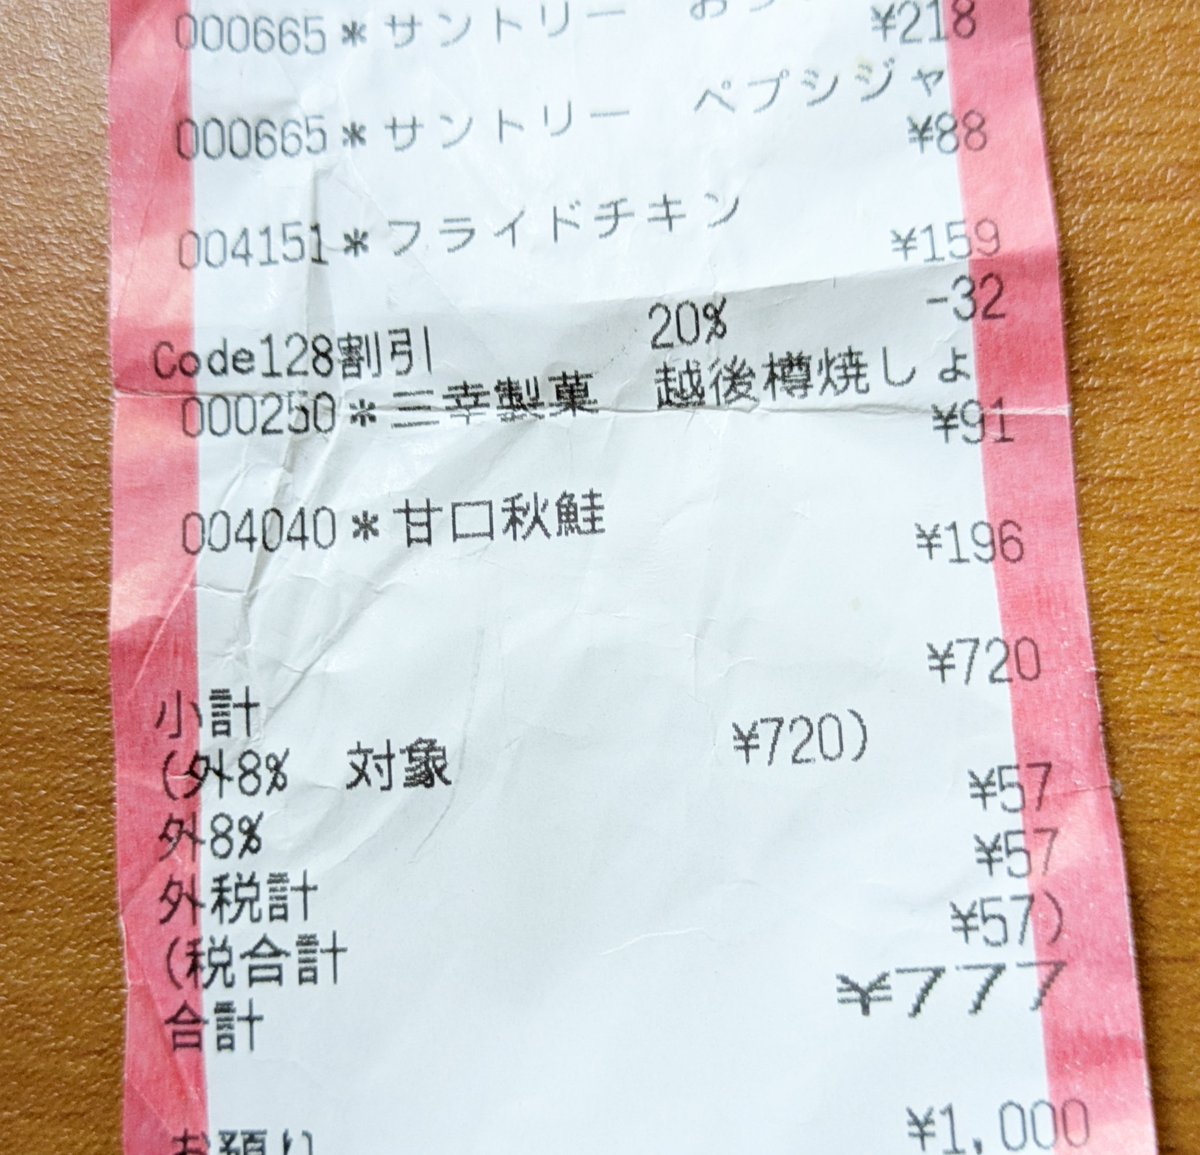 000665*サントリー お
¥218
000665*サントリー ペプシジャ
¥88
004151*フライドチキン
¥159
Code128割引 20% -32
000250*三幸製菓 越後樽焼しょ
¥91
004040*甘口秋鮭
¥196
小計 ¥720
(外8% 対象 ¥720)
外8% ¥57
外税計 ¥57
(税合計 ¥57)
合計 ¥777
お預り ¥1,000